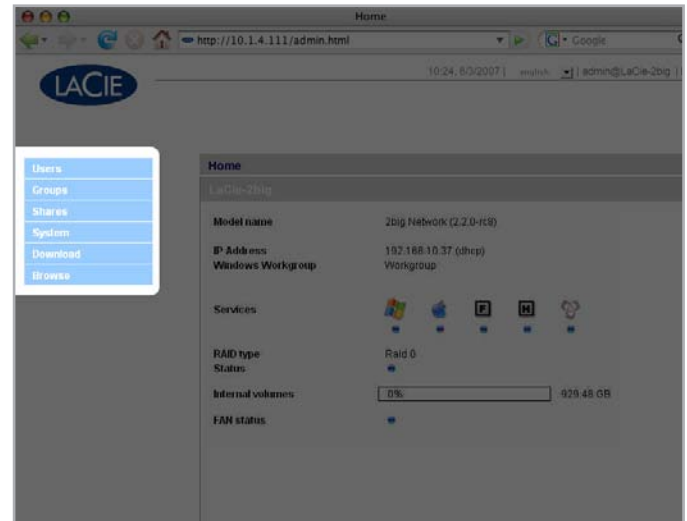 Home
http://10.1.4.111/admin.html
Google
LACIE
10:24, 6/3/2007 | english | admin@LaCie-2big |
Users
Groups
Shares
System
Download
Browse
Home
LaCie-2big
Model name 2big Network (2.2.0-rc8)
IP Address 192.168.10.37 (dhcp)
Windows Workgroup Workgroup
Services F H
RAID type Raid 0
Status
Internal volumes 0% 929.48 GB
FAN status